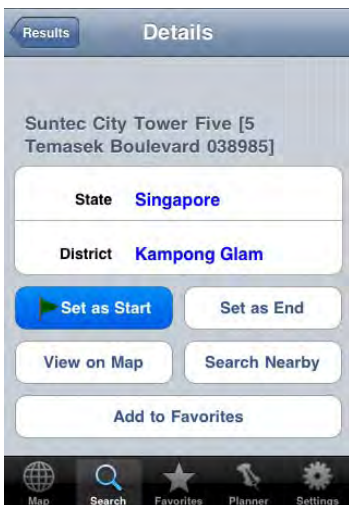 Results Details
Suntec City Tower Five [5
Temasek Boulevard 038985]
State Singapore
District Kampong Glam
Set as Start Set as End
View on Map Search Nearby
Add to Favorites
Map Search Favorites Planner Settings